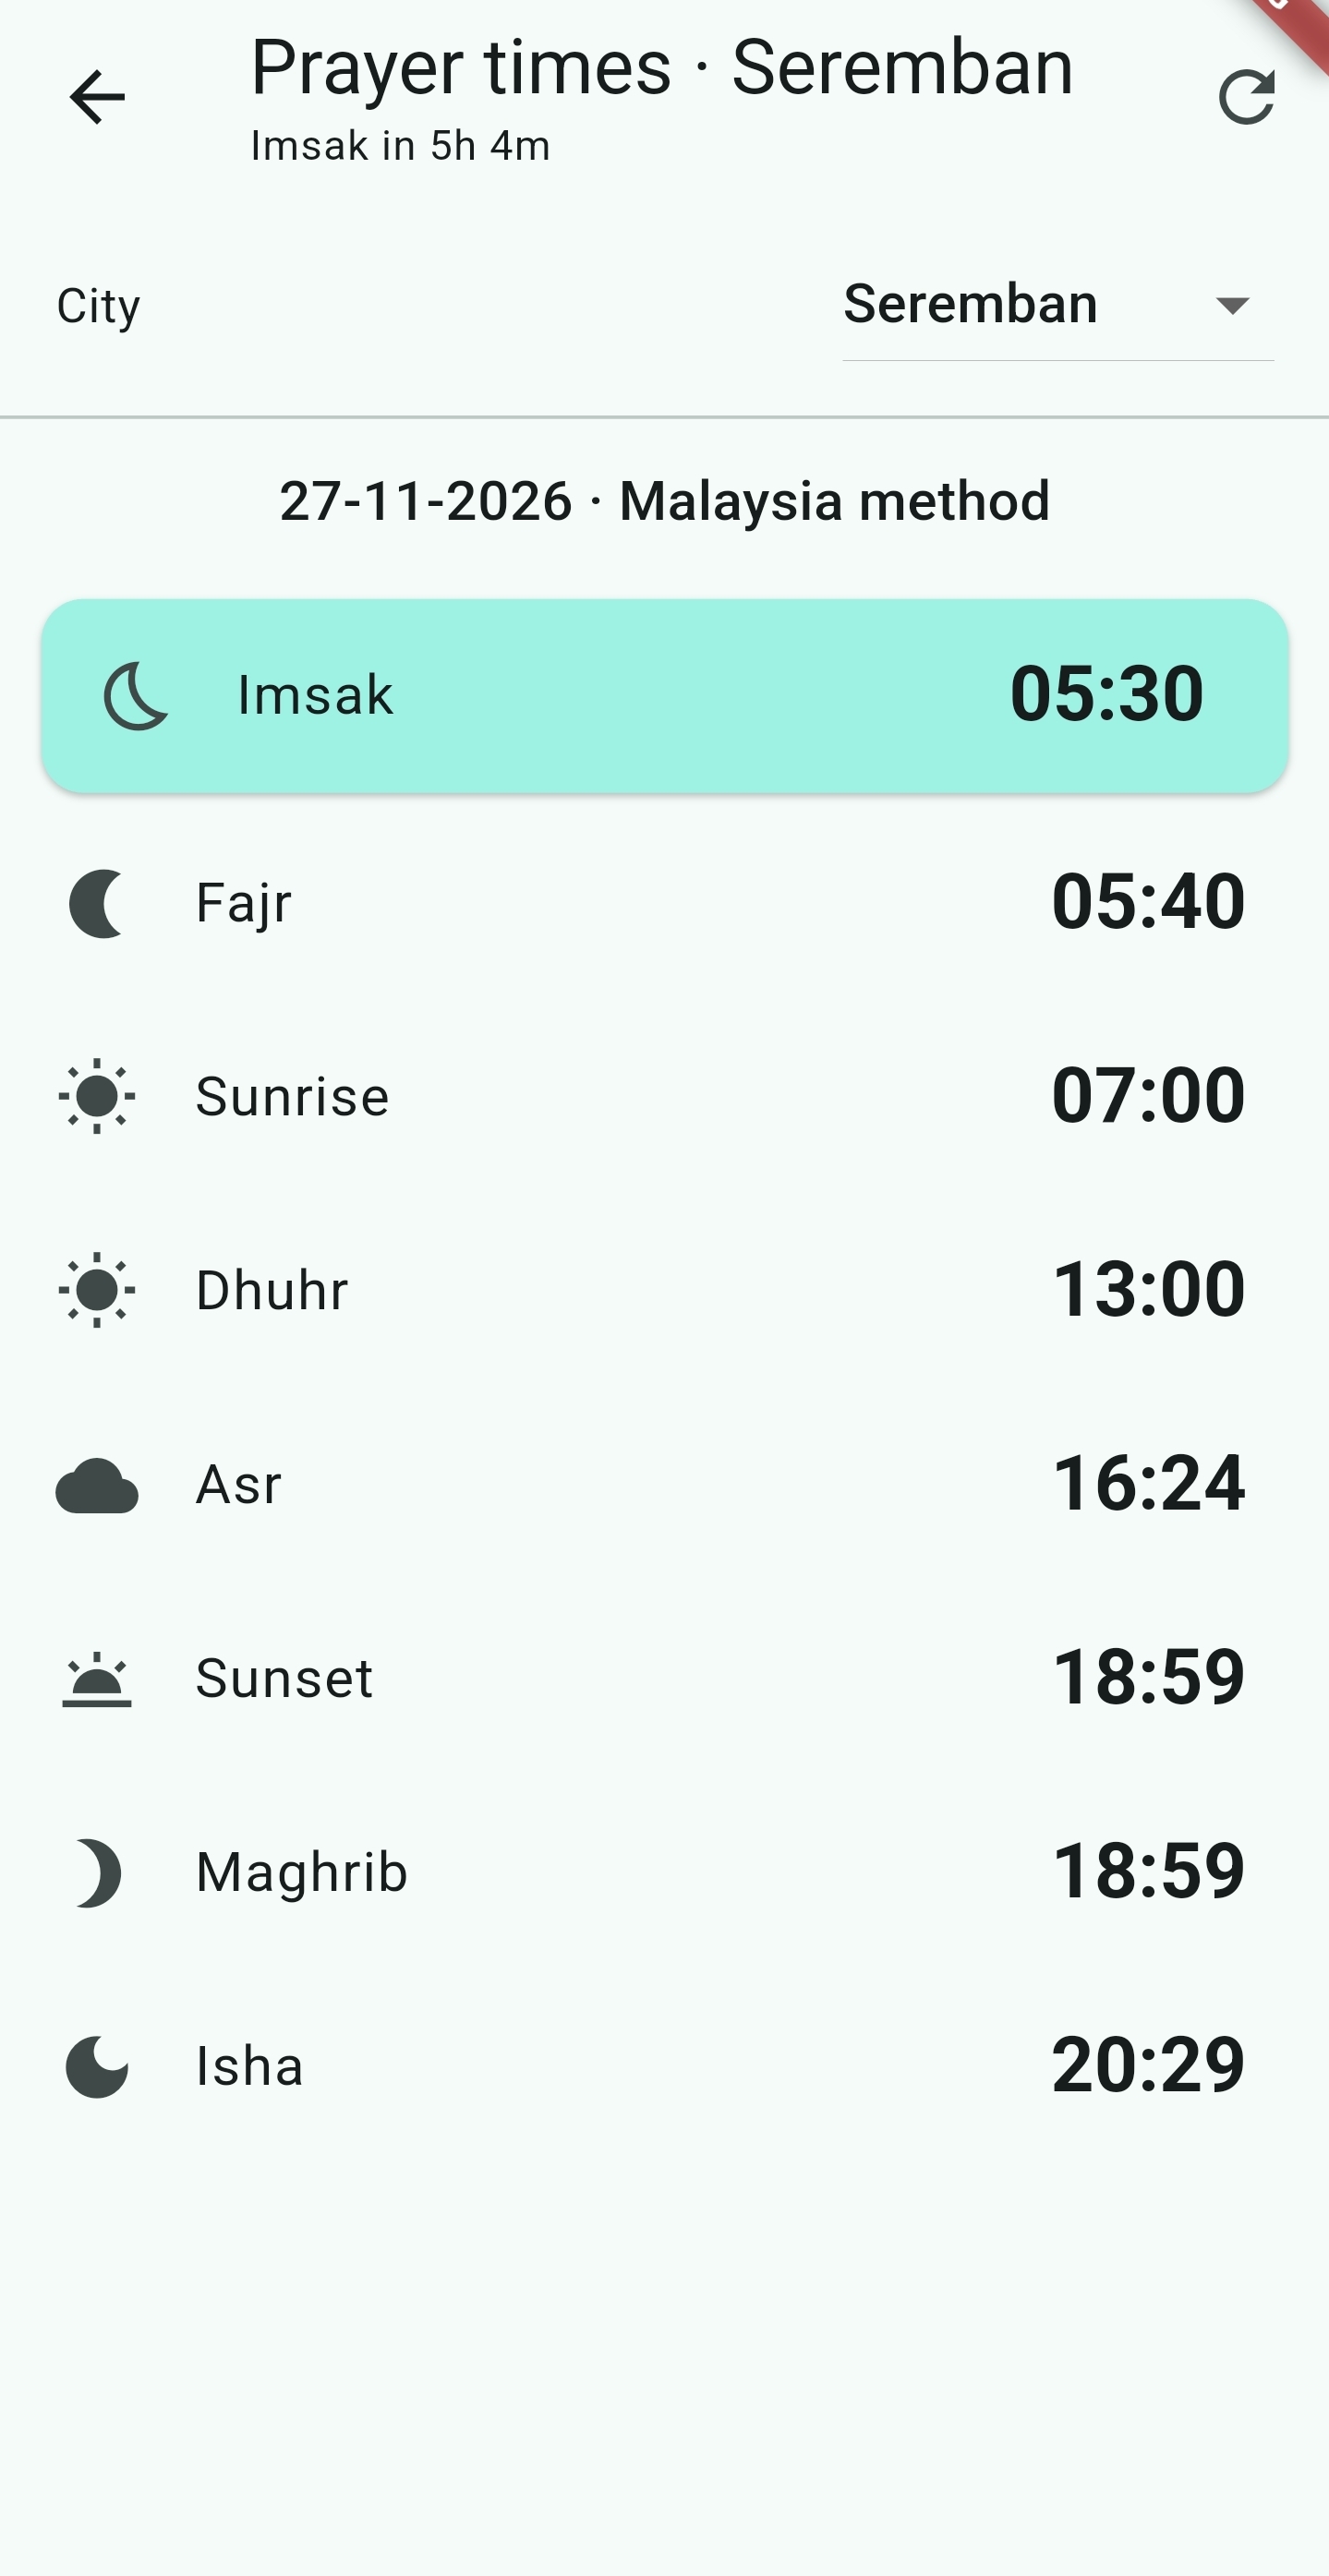 Prayer times · Seremban
Imsak in 5h 4m
City
Seremban
27-11-2026 · Malaysia method
Imsak 05:30
Fajr 05:40
Sunrise 07:00
Dhuhr 13:00
Asr 16:24
Sunset 18:59
Maghrib 18:59
Isha 20:29